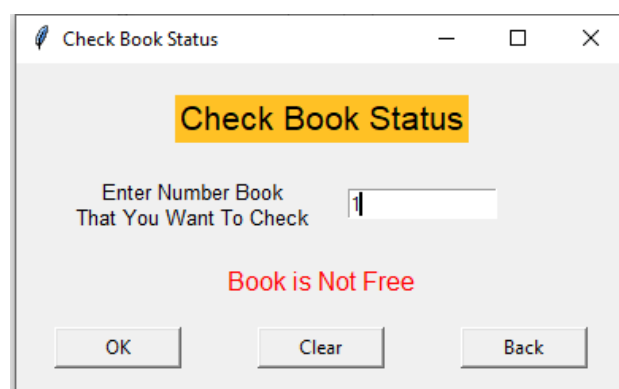 Check Book Status
Check Book Status
Enter Number Book
That You Want To Check
1
Book is Not Free
OK Clear Back